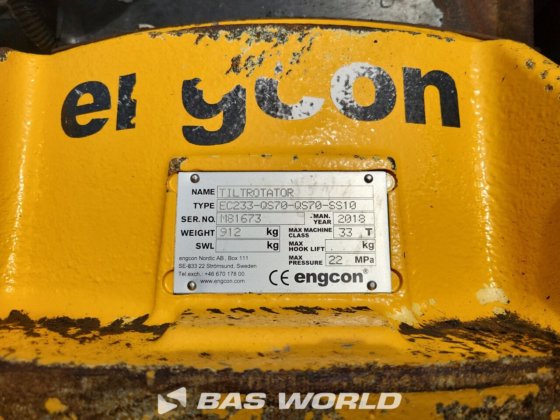 engcon
NAME TILTROTATOR
TYPE EC233-QS70-QS70-SS10
SER. NO. M81673 MAN. YEAR 2018
WEIGHT 912 kg MAX MACHINE CLASS 33 T
SWL kg MAX HOOK LIFT kg
engcon Nordic AB, Box 111
SE-833 22 Strömsund, Sweden
Tel.exch.: +46 670 178 00
www.engcon.com
MAX PRESSURE 22 MPa
CE engcon®
BAS WORLD